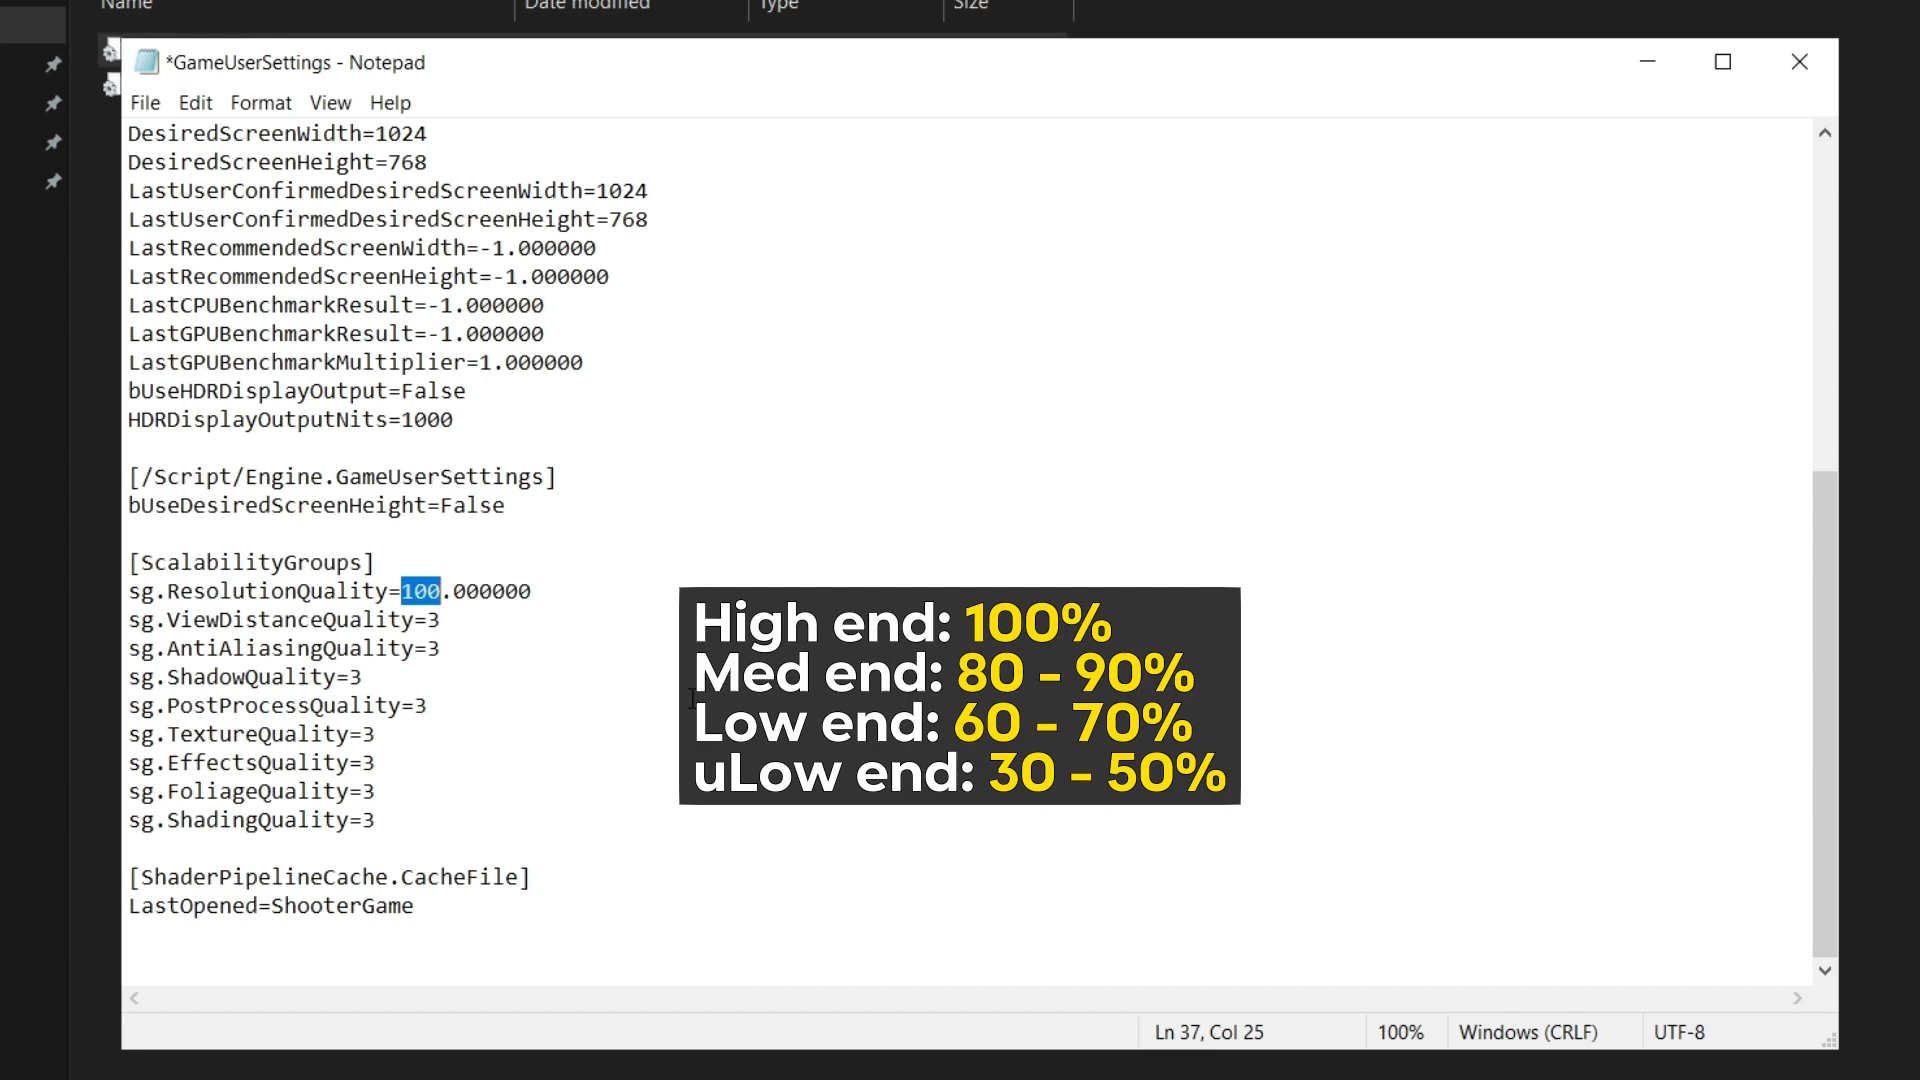 Name Date modified Type Size
*GameUserSettings - Notepad
File Edit Format View Help
DesiredScreenWidth=1024
DesiredScreenHeight=768
LastUserConfirmedDesiredScreenWidth=1024
LastUserConfirmedDesiredScreenHeight=768
LastRecommendedScreenWidth=-1.000000
LastRecommendedScreenHeight=-1.000000
LastCPUBenchmarkResult=-1.000000
LastGPUBenchmarkResult=-1.000000
LastGPUBenchmarkMultiplier=1.000000
bUseHDRDisplayOutput=False
HDRDisplayOutputNits=1000
[/Script/Engine.GameUserSettings]
bUseDesiredScreenHeight=False
[ScalabilityGroups]
sg.ResolutionQuality=100.000000
sg.ViewDistanceQuality=3
sg.AntiAliasingQuality=3
sg.ShadowQuality=3
sg.PostProcessQuality=3
sg.TextureQuality=3
sg.EffectsQuality=3
sg.FoliageQuality=3
sg.ShadingQuality=3
[ShaderPipelineCache.CacheFile]
LastOpened=ShooterGame
High end: 100%
Med end: 80 - 90%
Low end: 60 - 70%
uLow end: 30 - 50%
Ln 37, Col 25 100% Windows (CRLF) UTF-8